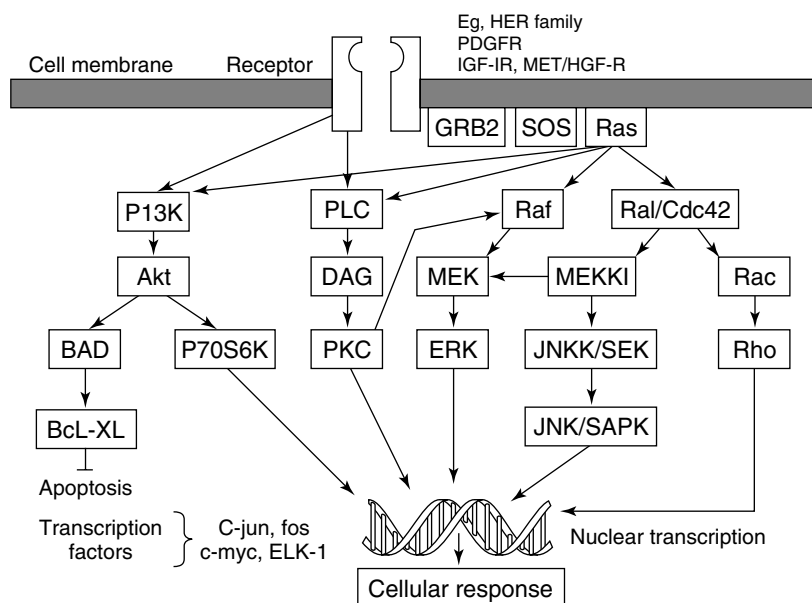 Eg, HER family
PDGFR
IGF-IR, MET/HGF-R
Cell membrane
Receptor
GRB2
SOS
Ras
P13K
PLC
Raf
Ral/Cdc42
Akt
DAG
MEK
MEKKI
Rac
BAD
P70S6K
PKC
ERK
JNKK/SEK
Rho
BcL-XL
JNK/SAPK
Apoptosis
Transcription
factors
C-jun, fos
c-myc, ELK-1
Nuclear transcription
Cellular response